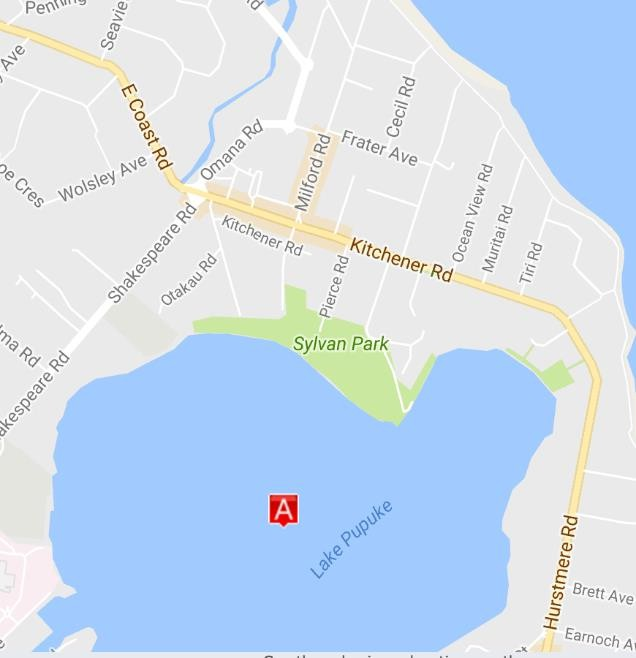 Penning
Seavie
E Coast Rd
Wolsley Ave
Omana Rd
Milford Rd
Frater Ave
Cecil Rd
Ocean View Rd
Muritai Rd
Tiri Rd
Shakespeare Rd
Kitchener Rd
Kitchener Rd
Otakau Rd
Pierce Rd
Sylvan Park
akespeare Rd
A
Lake Pupuke
Hurstmere Rd
Brett Ave
Earnoch A